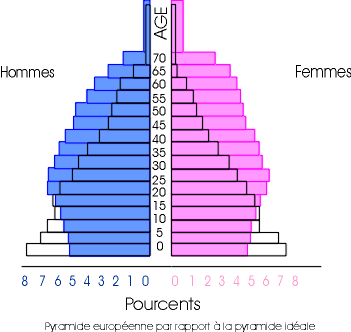 AGE
Hommes
Femmes
70
65
60
55
50
45
40
35
30
25
20
15
10
5
0
8 7 6 5 4 3 2 1 0
0 1 2 3 4 5 6 7 8
Pourcents
Pyramide européenne par rapport à la pyramide idéale